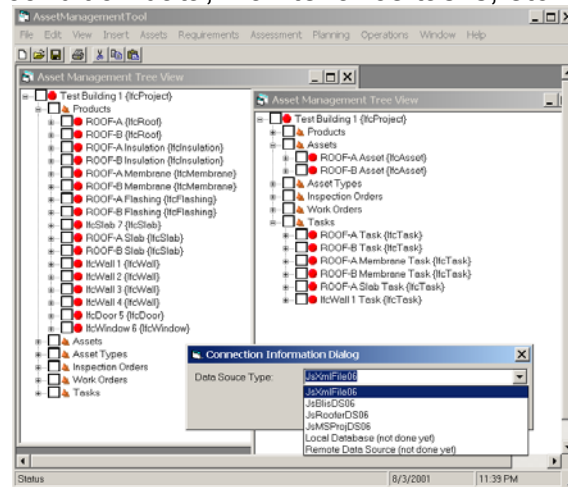 AssetManagementTool
File Edit View Insert Assets Requirements Assessment Planning Operations Window Help
Asset Management Tree View
Test Building 1 {IfcProject}
Products
ROOF-A {IfcRoof}
ROOF-B {IfcRoof}
ROOF-A Insulation {IfcInsulation}
ROOF-B Insulation {IfcInsulation}
ROOF-A Membrane {IfcMembrane}
ROOF-B Membrane {IfcMembrane}
ROOF-A Flashing {IfcFlashing}
ROOF-B Flashing {IfcFlashing}
IfcSlab 7 {IfcSlab}
ROOF-A Slab {IfcSlab}
ROOF-B Slab {IfcSlab}
IfcWall 1 {IfcWall}
IfcWall 2 {IfcWall}
IfcWall 3 {IfcWall}
IfcWall 4 {IfcWall}
IfcDoor 5 {IfcDoor}
IfcWindow 6 {IfcWindow}
Assets
Asset Types
Inspection Orders
Work Orders
Tasks
Asset Management Tree View
Test Building 1 {IfcProject}
Products
Assets
ROOF-A Asset {IfcAsset}
ROOF-B Asset {IfcAsset}
Asset Types
Inspection Orders
Work Orders
Tasks
ROOF-A Task {IfcTask}
ROOF-B Task {IfcTask}
ROOF-A Membrane Task {IfcTask}
ROOF-B Membrane Task {IfcTask}
ROOF-A Slab Task {IfcTask}
IfcWall 1 Task {IfcTask}
Connection Information Dialog
Data Souce Type: JsXmlFile06
JsXmlFile06
JsBlisDS06
JsRooferDS06
JsMSProjDS06
Local Database (not done yet)
Remote Data Source (not done yet)
Status 8/3/2001 11:39 PM